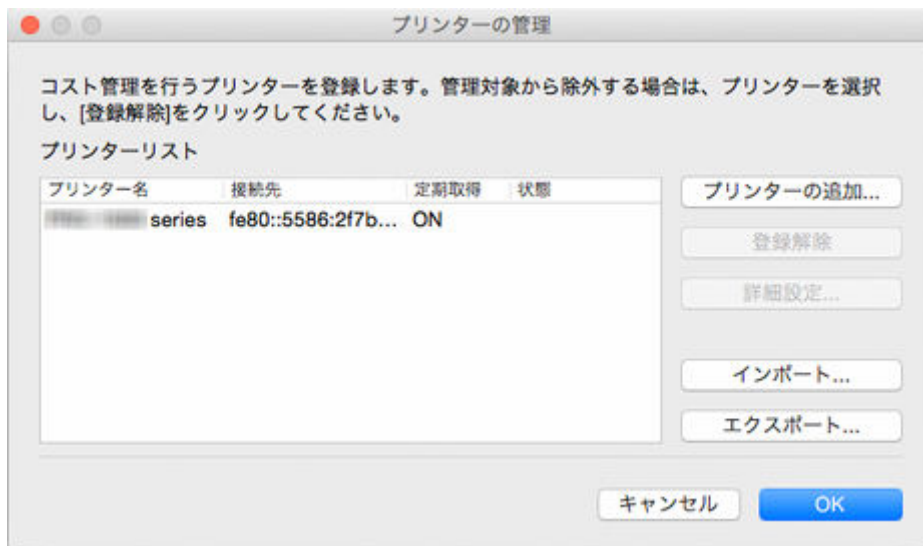 プリンターの管理
コスト管理を行うプリンターを登録します。管理対象から除外する場合は、プリンターを選択
し、[登録解除]をクリックしてください。
プリンターリスト
プリンター名 接続先 定期取得 状態
series fe80::5586:2f7b... ON
プリンターの追加...
登録解除
詳細設定...
インポート...
エクスポート...
キャンセル OK